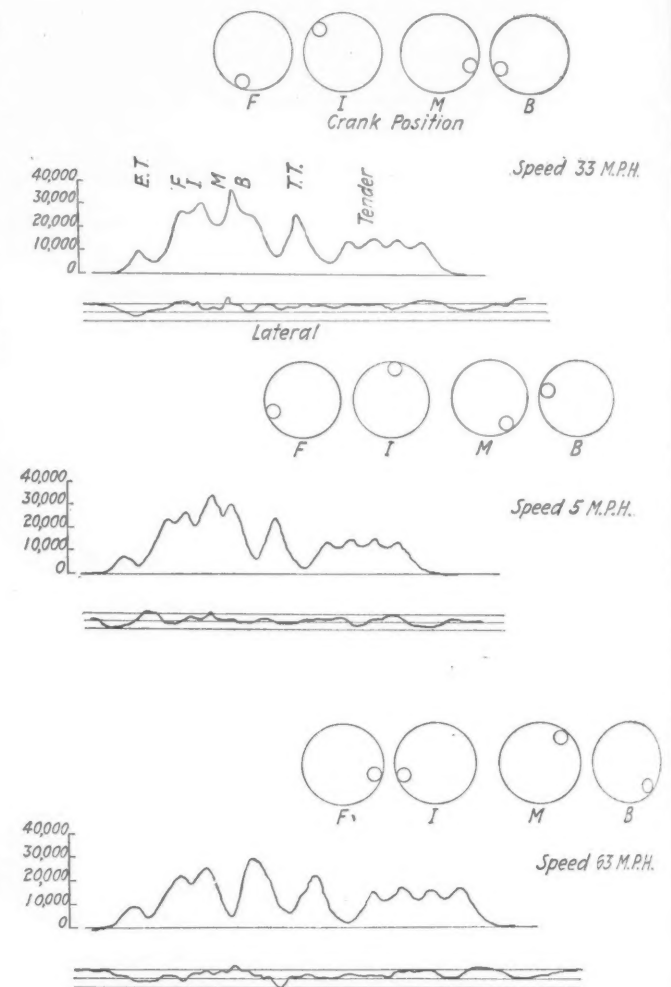 F I M B
Crank Position
Speed 33 M.P.H.
E.T. F I M B T.T. Tender
40,000
30,000
20,000
10,000
0
Lateral
F I M B
Speed 5 M.P.H.
40,000
30,000
20,000
10,000
0
F I M B
Speed 63 M.P.H.
40,000
30,000
20,000
10,000
0